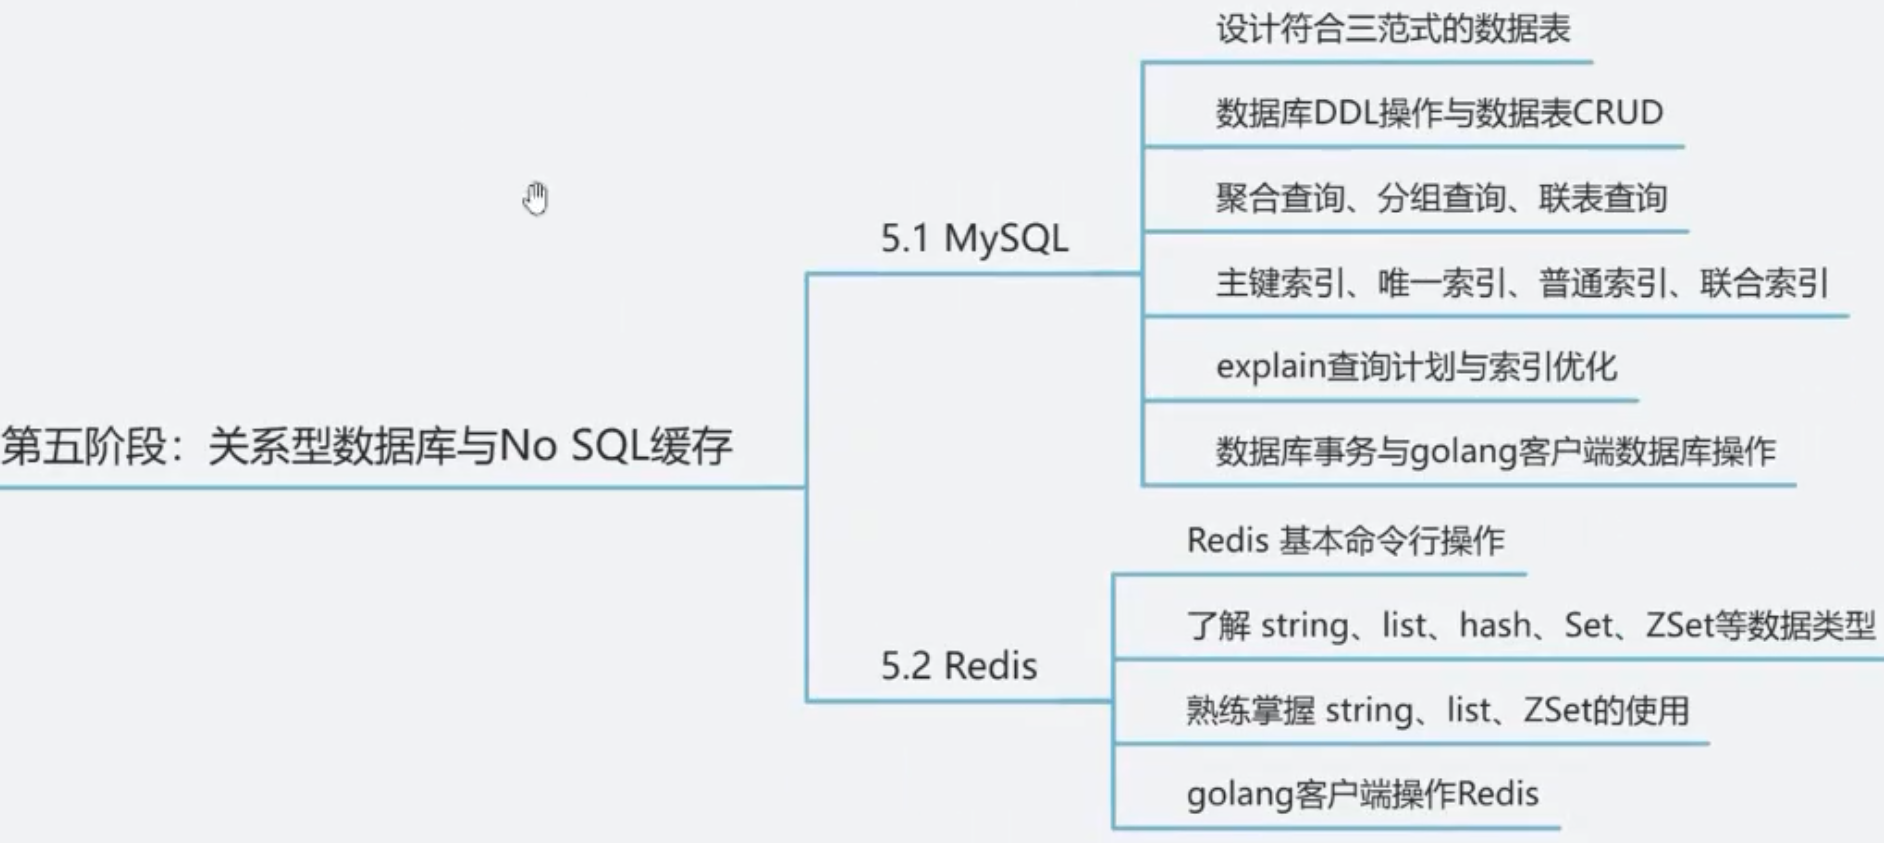 第五阶段：关系型数据库与No SQL缓存
5.1 MySQL
设计符合三范式的数据表
数据库DDL操作与数据表CRUD
聚合查询、分组查询、联表查询
主键索引、唯一索引、普通索引、联合索引
explain查询计划与索引优化
数据库事务与golang客户端数据库操作
5.2 Redis
Redis 基本命令行操作
了解 string、list、hash、Set、ZSet等数据类型
熟练掌握 string、list、ZSet的使用
golang客户端操作Redis